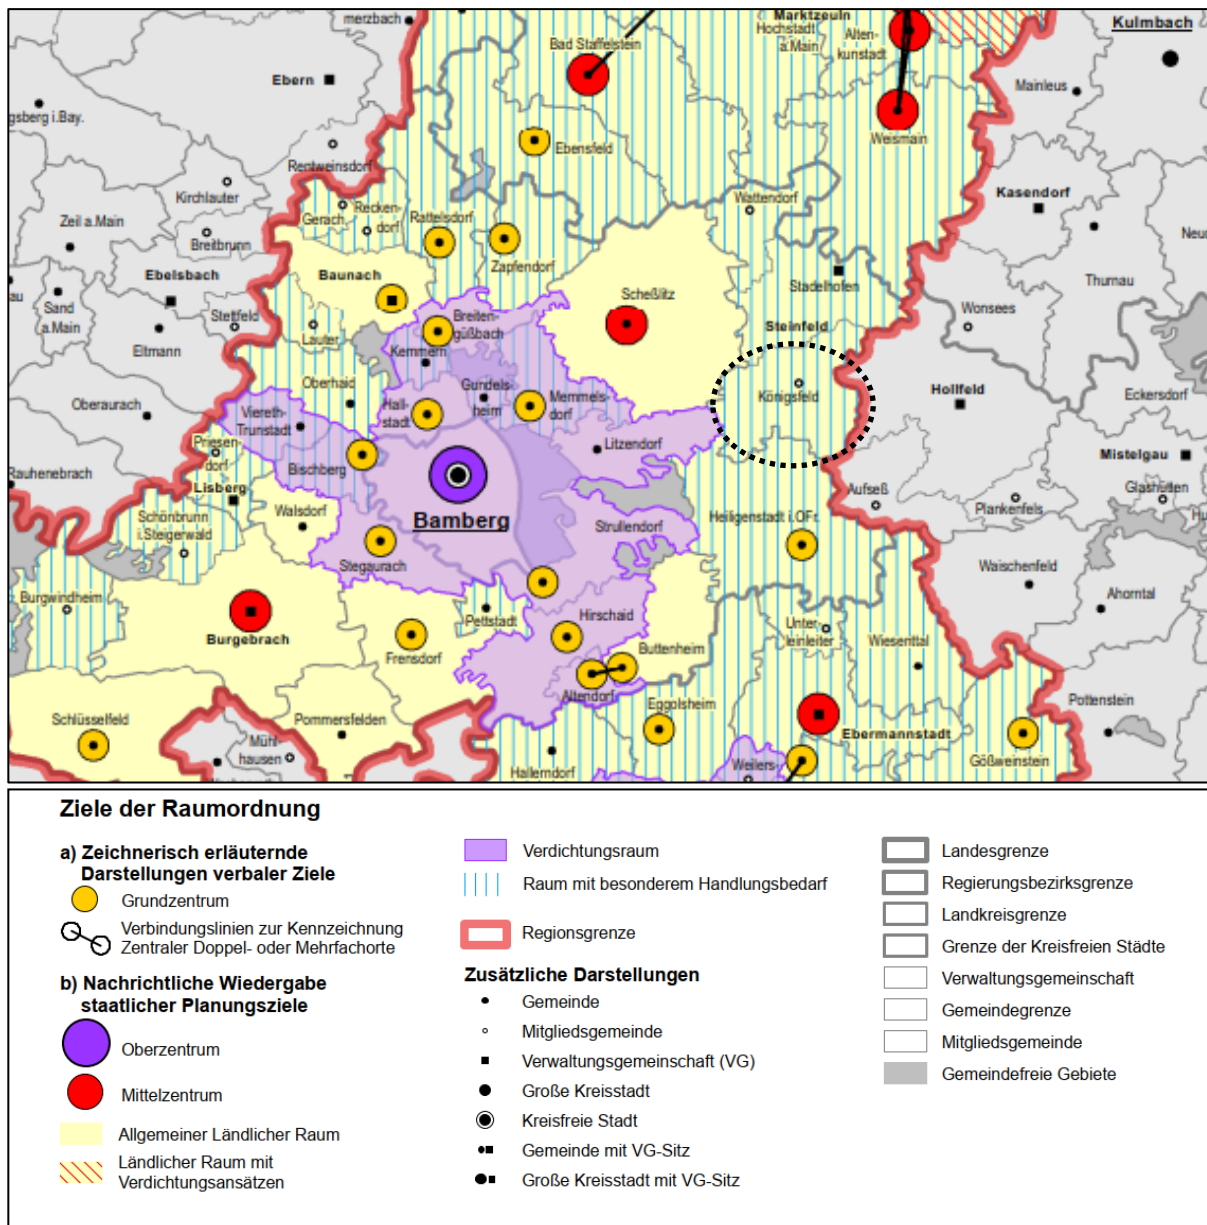 merzbach
Marktzeuln
Hochstadt
a.Main
Alten-
kunstadt
Kulmbach
Bad Staffelstein
Ebern
Mainleus
gsberg i.Bay.
Ebensfeld
Weismain
Rentweinsdorf
Kirchlauter
Kasendorf
Wattendorf
Zeil a.Main
Gerach
Recken-
dorf
Rattelsdorf
Breitbrunn
Neu
Zapfendorf
Ebelsbach
Baunach
Thurnau
Stadelhofen
au
Sand
a.Main
Stettfeld
Scheßlitz
Wonsees
Breiten-
güßbach
Steinfeld
Lauter
Eltmann
Kemmern
Oberhaid
Gundels-
heim
Memmels-
dorf
Königsfeld
Hollfeld
Eckersdorf
Oberaurach
Viereth-
Trunstadt
Hall-
stadt
Litzendorf
Priesen-
dorf
Mistelgau
Bischberg
Rauhenebrach
Lisberg
Aufseß
Glashütten
Plankenfels
Hu
Walsdorf
Bamberg
Strullendorf
Heiligenstadt i.OFr.
Schönbrunn
i.Steigerwald
Stegaurach
Waischenfeld
Ahorntal
Burgwindheim
Pettstadt
Hirschaid
Unter-
leinleiter
Wiesenttal
Burgebrach
Frensdorf
Buttenheim
Altendorf
Eggolsheim
Pottenstein
Schlüsselfeld
Pommersfelden
Ebermannstadt
Mühl-
hausen
Hallerndorf
Weilers-
Gößweinstein
Ziele der Raumordnung
a) Zeichnerisch erläuternde
Darstellungen verbaler Ziele
Grundzentrum
Verbindungslinien zur Kennzeichnung
Zentraler Doppel- oder Mehrfachorte
b) Nachrichtliche Wiedergabe
staatlicher Planungsziele
Oberzentrum
Mittelzentrum
Allgemeiner Ländlicher Raum
Ländlicher Raum mit
Verdichtungsansätzen
Verdichtungsraum
Raum mit besonderem Handlungsbedarf
Regionsgrenze
Zusätzliche Darstellungen
Gemeinde
Mitgliedsgemeinde
Verwaltungsgemeinschaft (VG)
Große Kreisstadt
Kreisfreie Stadt
Gemeinde mit VG-Sitz
Große Kreisstadt mit VG-Sitz
Landesgrenze
Regierungsbezirksgrenze
Landkreisgrenze
Grenze der Kreisfreien Städte
Verwaltungsgemeinschaft
Gemeindegrenze
Mitgliedsgemeinde
Gemeindefreie Gebiete